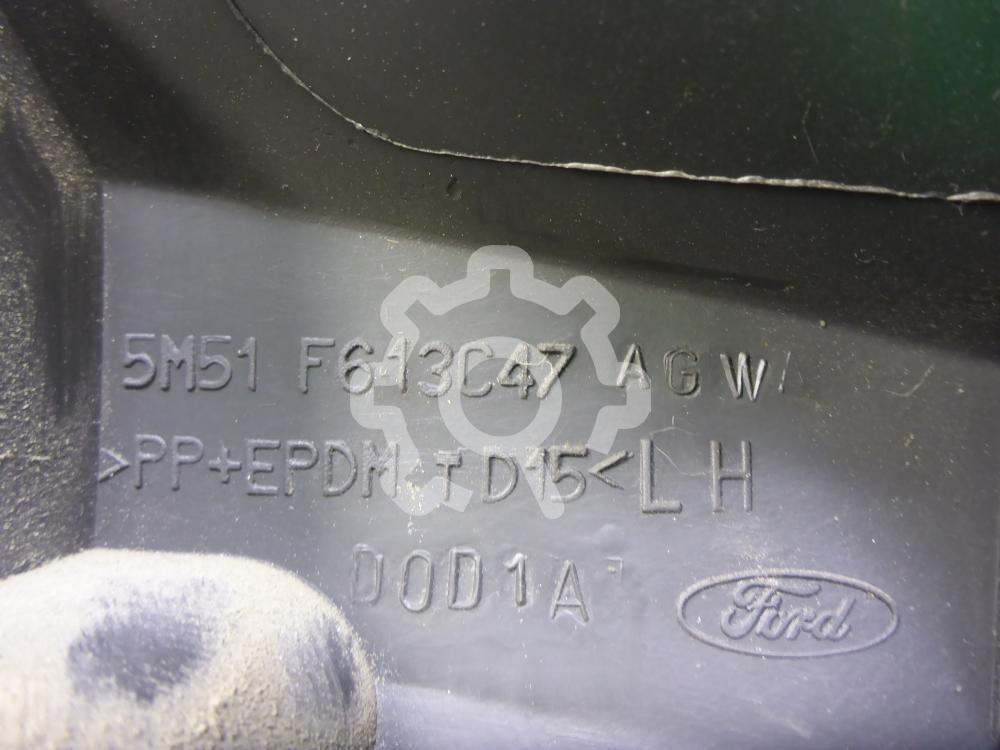 5M51 F613C47 AGW
>PP+EPDM-TD15< LH
D0D1A
Ford